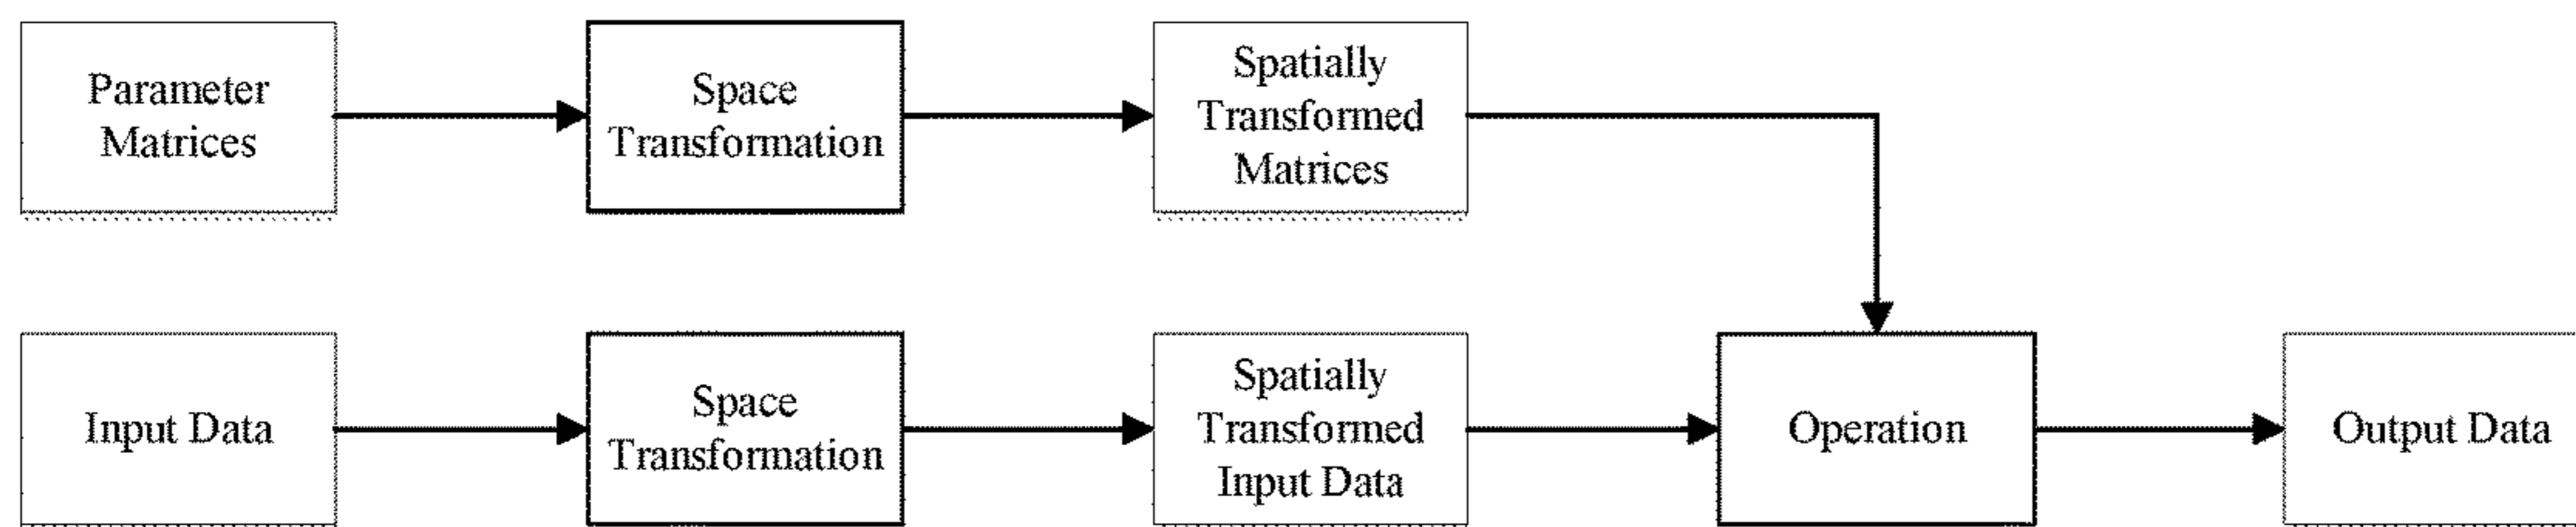 Parameter
Matrices
Space
Transformation
Spatially
Transformed
Matrices
Input Data
Space
Transformation
Spatially
Transformed
Input Data
Operation
Output Data